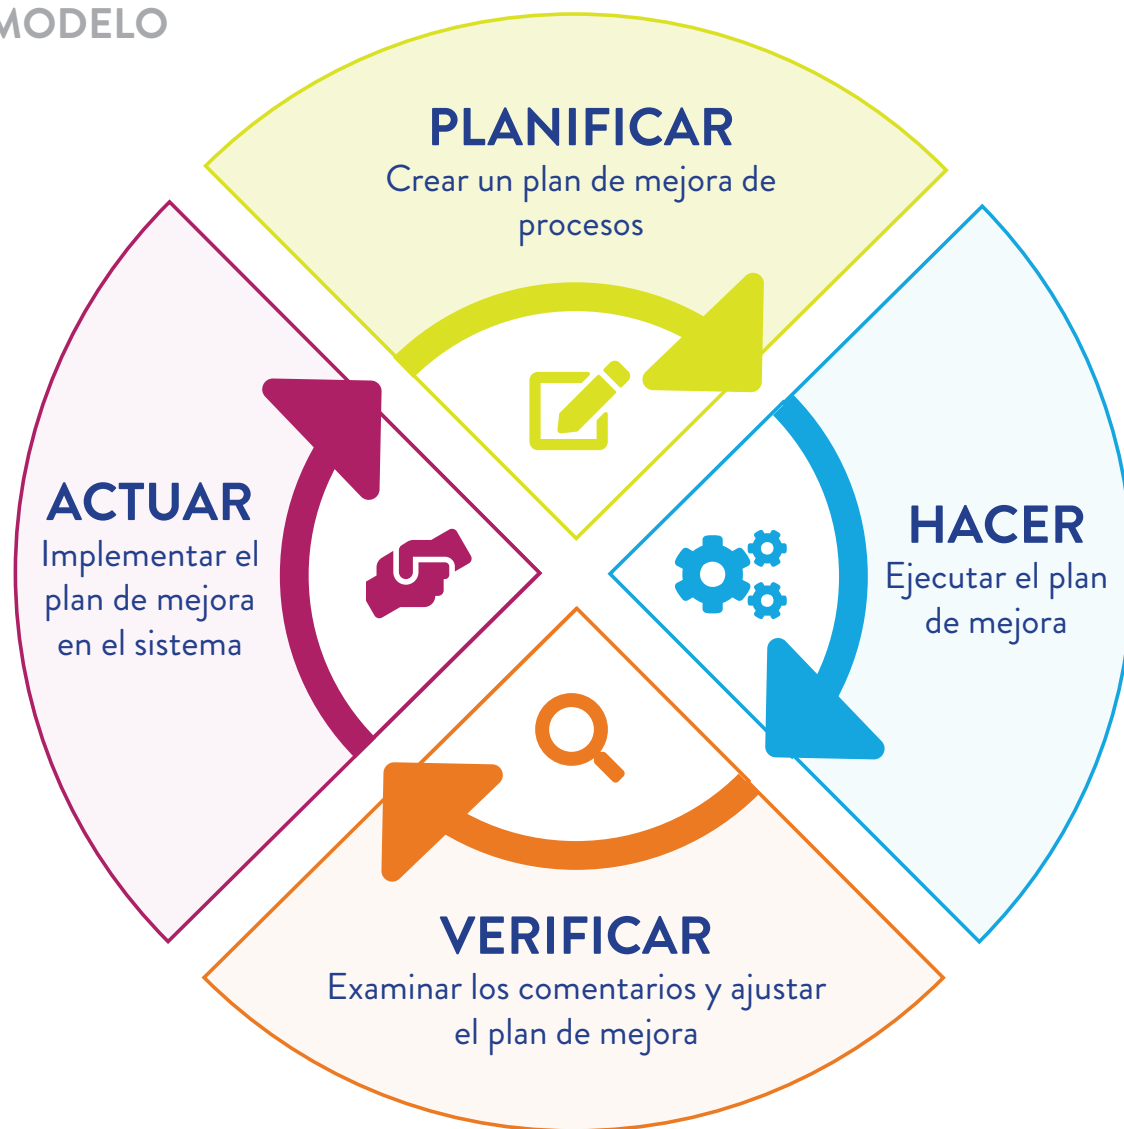 MODELO
PLANIFICAR
Crear un plan de mejora de
procesos
HACER
Ejecutar el plan
de mejora
VERIFICAR
Examinar los comentarios y ajustar
el plan de mejora
ACTUAR
Implementar el
plan de mejora
en el sistema